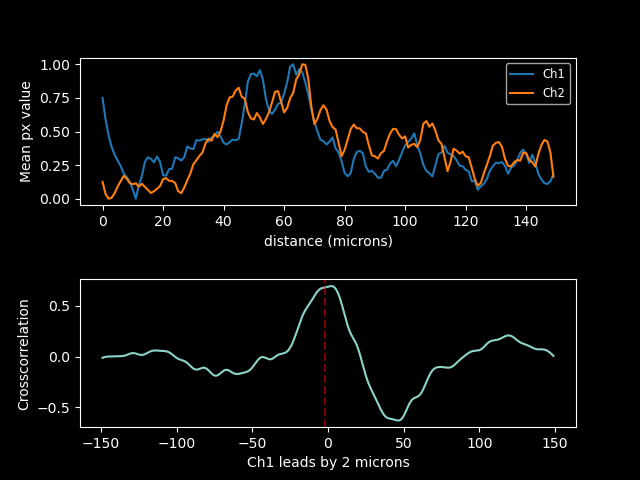 1.00
0.75
0.50
0.25
0.00
Mean px value
Ch1
Ch2
0 20 40 60 80 100 120 140
distance (microns)
0.5
0.0
−0.5
Crosscorrelation
−150 −100 −50 0 50 100 150
Ch1 leads by 2 microns